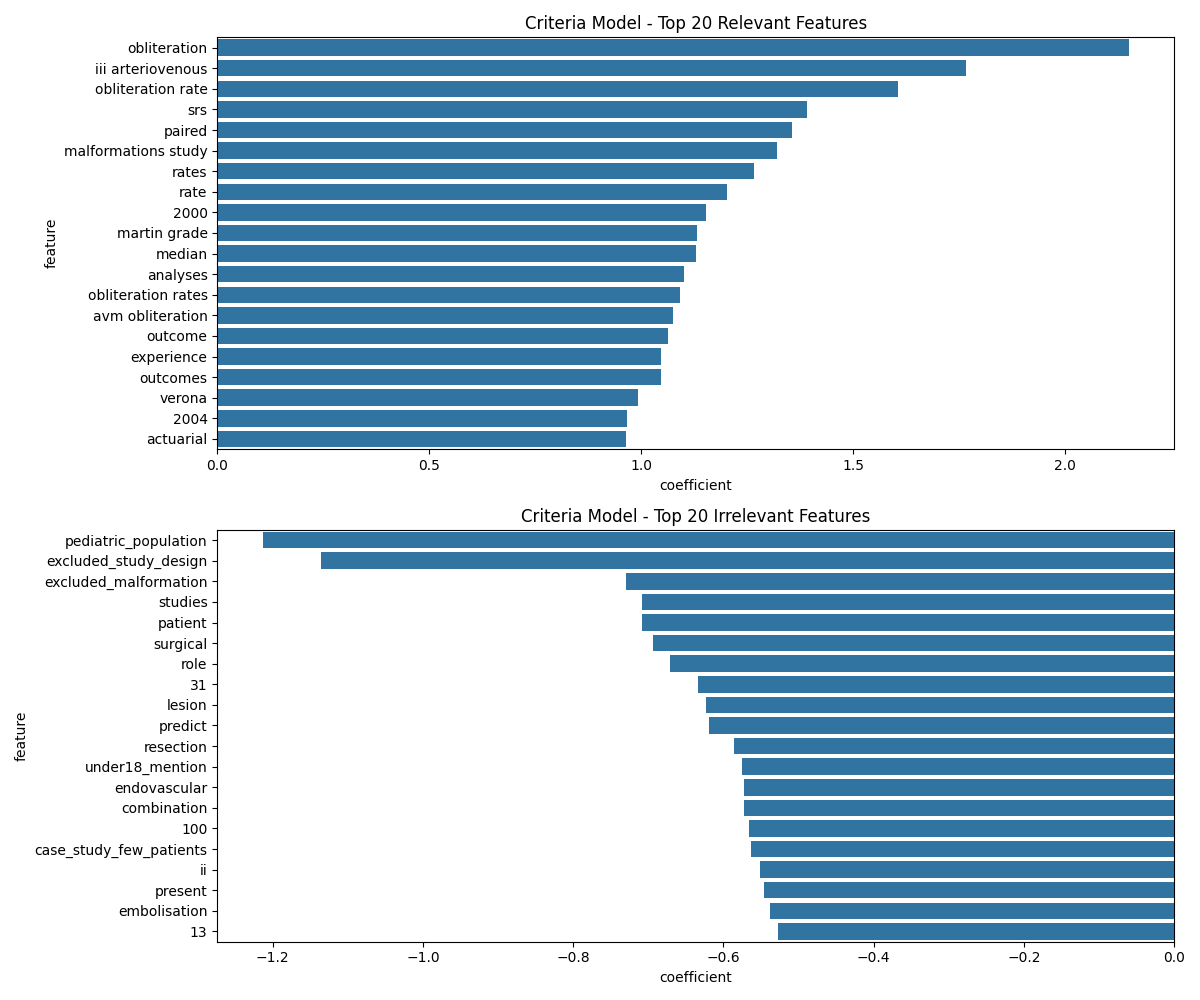 Criteria Model - Top 20 Relevant Features
feature
obliteration
iii arteriovenous
obliteration rate
srs
paired
malformations study
rates
rate
2000
martin grade
median
analyses
obliteration rates
avm obliteration
outcome
experience
outcomes
verona
2004
actuarial
0.0 0.5 1.0 1.5 2.0
coefficient
Criteria Model - Top 20 Irrelevant Features
feature
pediatric_population
excluded_study_design
excluded_malformation
studies
patient
surgical
role
31
lesion
predict
resection
under18_mention
endovascular
combination
100
case_study_few_patients
ii
present
embolisation
13
−1.2 −1.0 −0.8 −0.6 −0.4 −0.2 0.0
coefficient